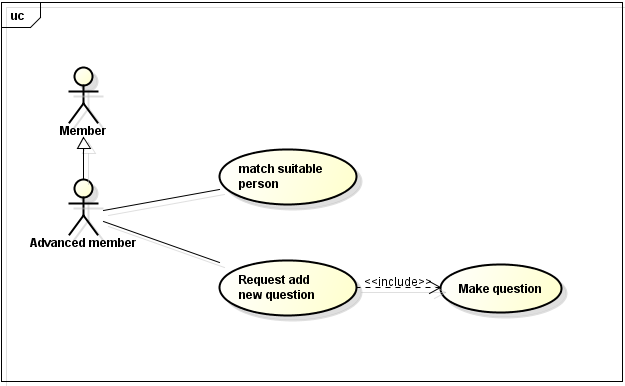 uc
Member
match suitable
person
Advanced member
Request add
new question
<<include>>
Make question